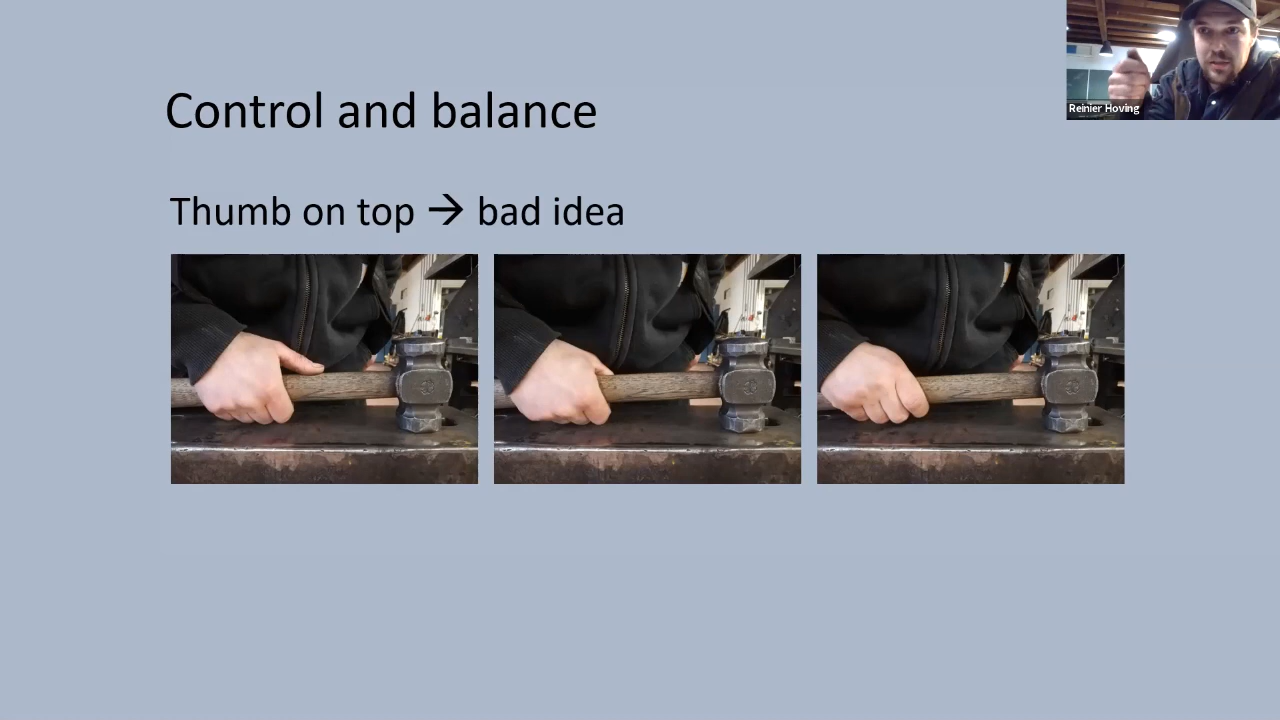 Reinier Hoving
Control and balance
Thumb on top → bad idea